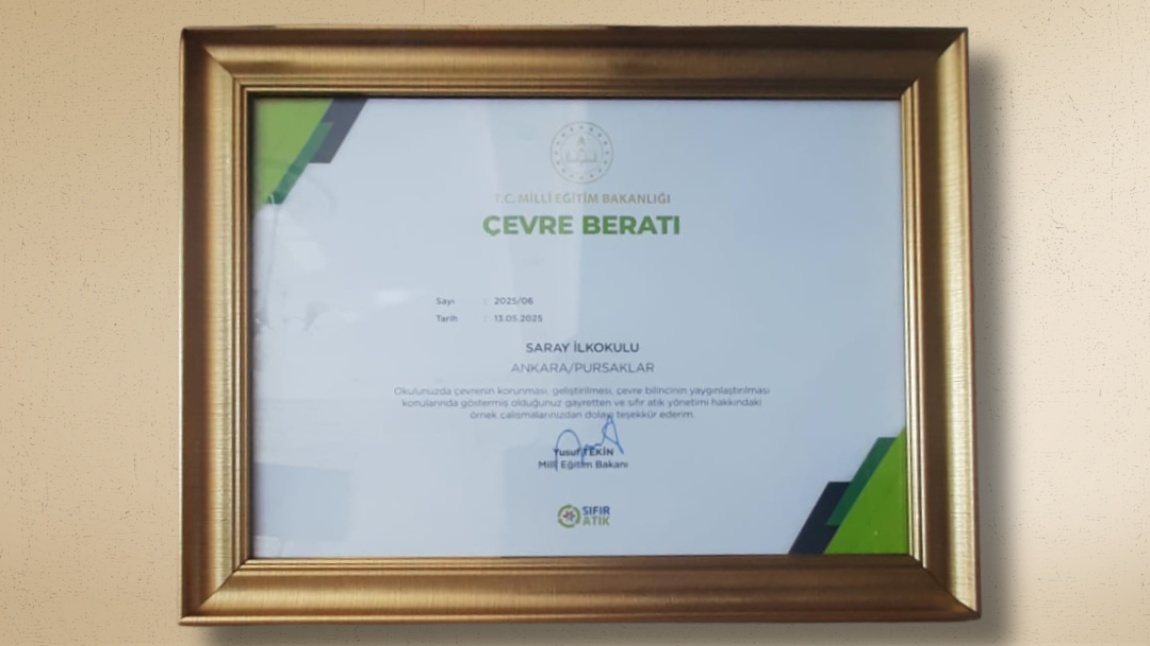 T.C. MİLLÎ EĞİTİM BAKANLIĞI
ÇEVRE BERATI
Sayı : 2025/06
Tarih : 13.05.2025
SARAY İLKOKULU
ANKARA/PURSAKLAR
Okulunuzda çevrenin korunması, geliştirilmesi, çevre bilincinin yaygınlaştırılması
konularında göstermiş olduğunuz gayretten ve sıfır atık yönetimi hakkındaki
örnek çalışmalarınızdan dolayı teşekkür ederim.
Yusuf TEKİN
Millî Eğitim Bakanı
SIFIR
ATIK